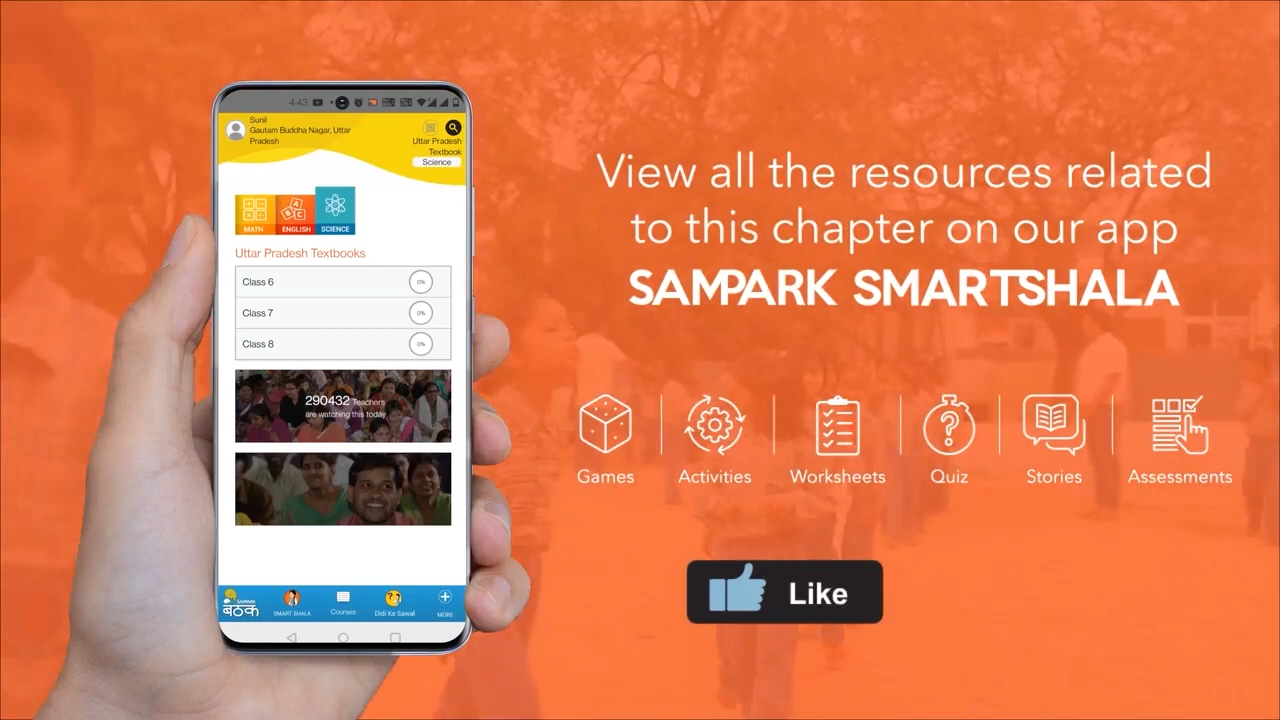 4:43
Sunil
Gautam Buddha Nagar, Uttar
Pradesh
Uttar Pradesh
Textbook
Science
MATH
ENGLISH
SCIENCE
Uttar Pradesh Textbooks
Class 6
0%
Class 7
0%
Class 8
0%
290432 Teachers
are watching this today
SAMPARK
बैठक
SMART SHALA
Courses
Didi Ke Sawal
MORE
View all the resources related
to this chapter on our app
SAMPARK SMARTSHALA
Games
Activities
Worksheets
Quiz
Stories
Assessments
Like